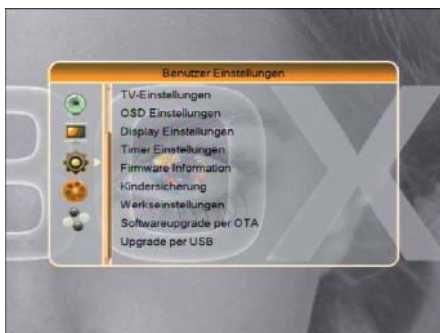 Benutzer Einstellungen
TV-Einstellungen
OSD Einstellungen
Display Einstellungen
Timer Einstellungen
Firmware Information
Kindersicherung
Werkseinstellungen
Softwareupgrade per OTA
Upgrade per USB
BOX